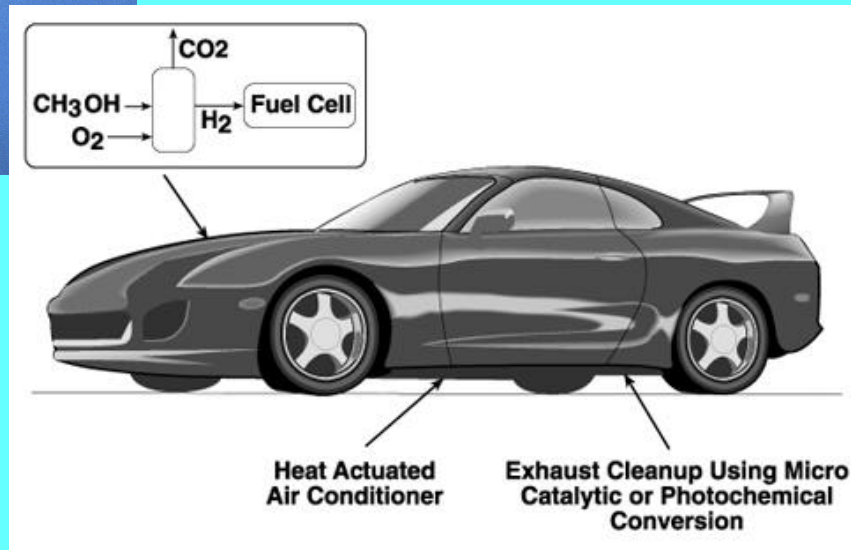 CO2
CH3OH
Fuel Cell
H2
O2
Heat Actuated
Air Conditioner
Exhaust Cleanup Using Micro
Catalytic or Photochemical
Conversion